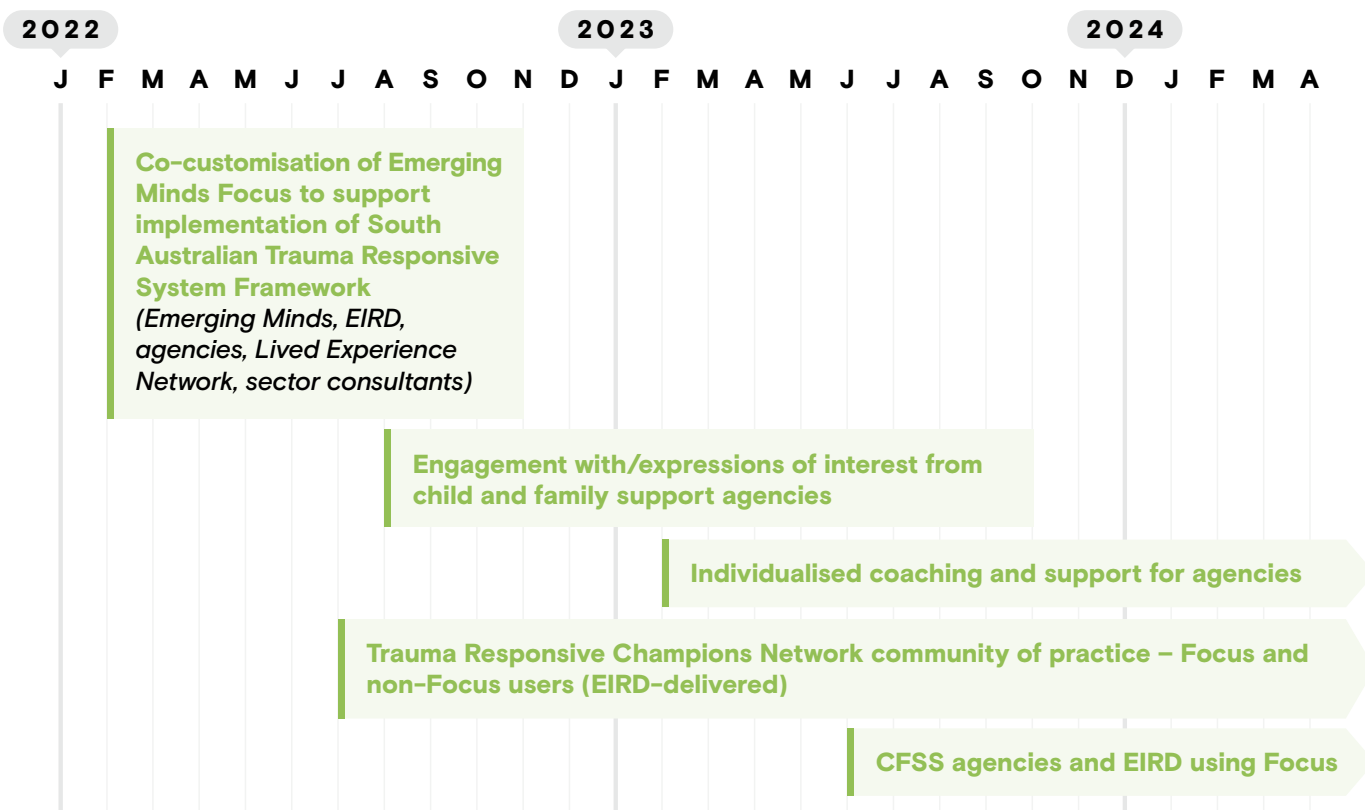 2022 2023 2024
J F M A M J J A S O N D J F M A M J J A S O N D J F M A
Co-customisation of Emerging
Minds Focus to support
implementation of South
Australian Trauma Responsive
System Framework
(Emerging Minds, EIRD,
agencies, Lived Experience
Network, sector consultants)
Engagement with/expressions of interest from
child and family support agencies
Individualised coaching and support for agencies
Trauma Responsive Champions Network community of practice – Focus and
non-Focus users (EIRD-delivered)
CFSS agencies and EIRD using Focus